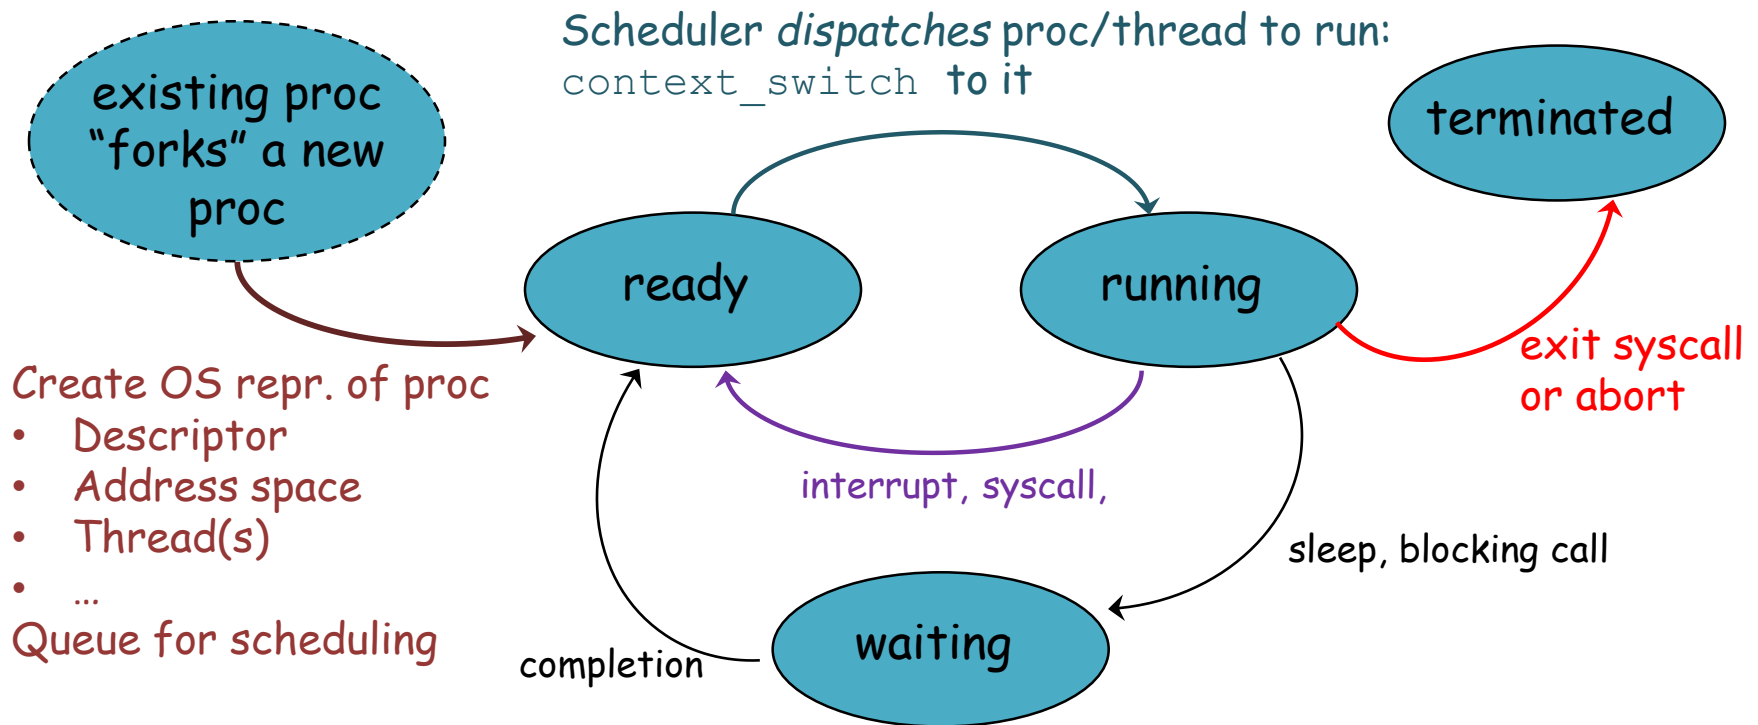 existing proc
“forks” a new
proc
Scheduler dispatches proc/thread to run:
context_switch to it
terminated
ready
running
exit syscall
or abort
Create OS repr. of proc
• Descriptor
• Address space
• Thread(s)
• …
Queue for scheduling
interrupt, syscall,
sleep, blocking call
completion
waiting